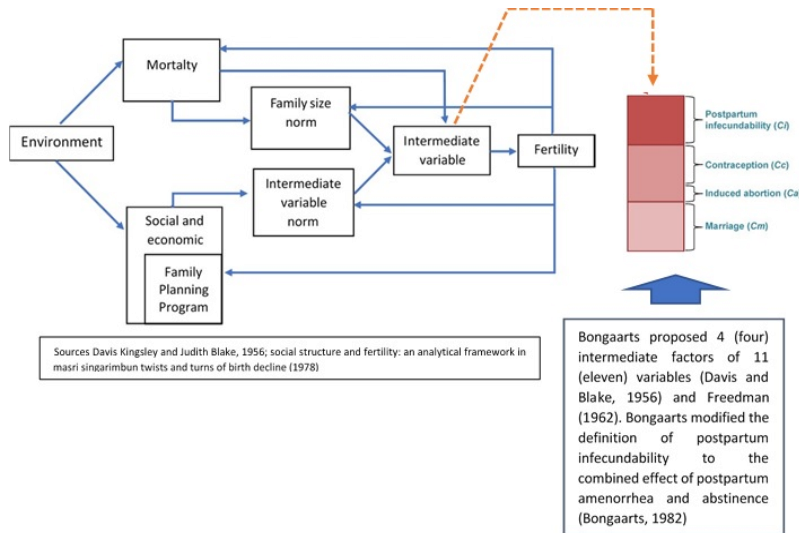 Mortalty
Family size
norm
Environment
Intermediate
variable
Fertility
Intermediate
variable
norm
Social and
economic
Family
Planning
Program
Postpartum
infecundability (Ci)
Contraception (Cc)
Induced abortion (Ca
Marriage (Cm)
Sources Davis Kingsley and Judith Blake, 1956; social structure and fertility: an analytical framework in
masri singarimbun twists and turns of birth decline (1978)
Bongaarts proposed 4 (four)
intermediate factors of 11
(eleven) variables (Davis and
Blake, 1956) and Freedman
(1962). Bongaarts modified the
definition of postpartum
infecundability to the
combined effect of postpartum
amenorrhea and abstinence
(Bongaarts, 1982)